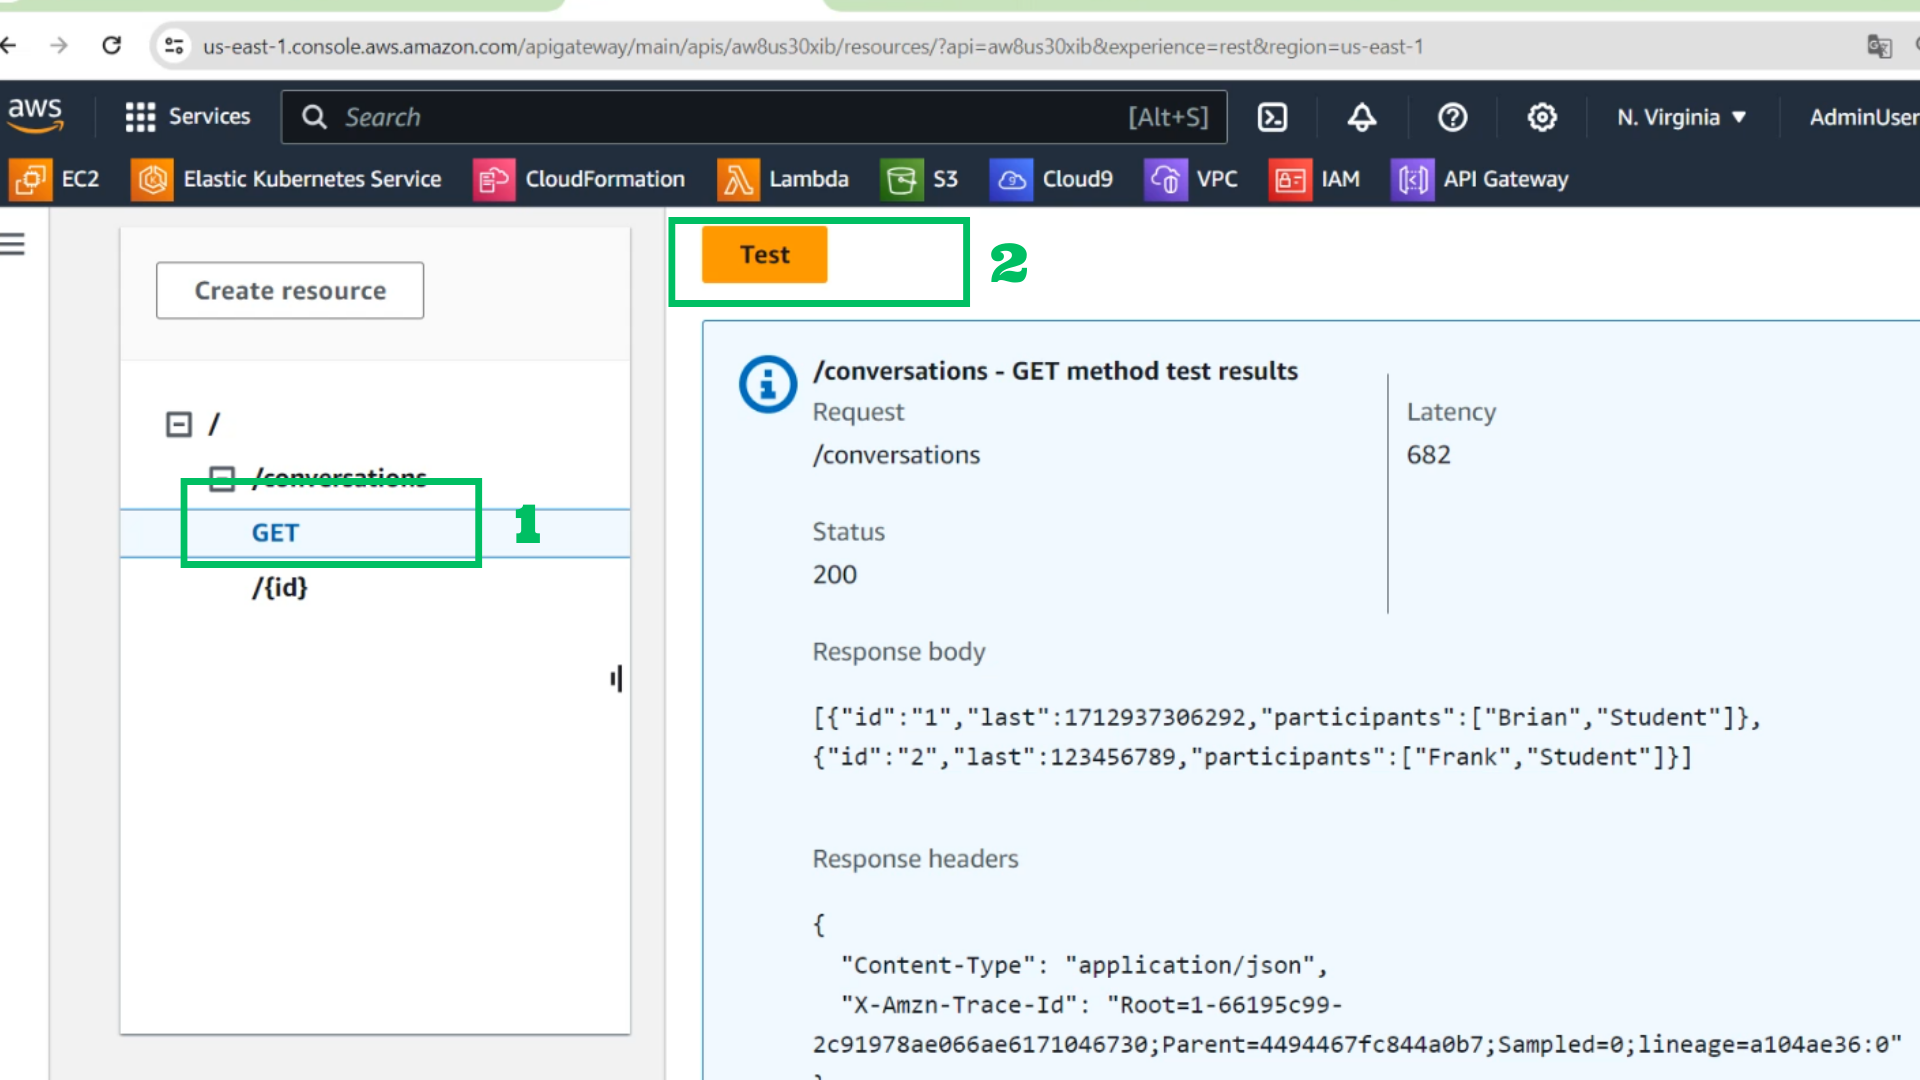 us-east-1.console.aws.amazon.com/apigateway/main/apis/aw8us30xib/resources/?api=aw8us30xib&experience=rest&region=us-east-1
aws Services Search [Alt+S] N. Virginia AdminUser
EC2 Elastic Kubernetes Service CloudFormation Lambda S3 Cloud9 VPC IAM API Gateway
Create resource
/
/conversations
GET
1
/{id}
Test
2
/conversations - GET method test results
Request
/conversations
Latency
682
Status
200
Response body
[{"id":"1","last":1712937306292,"participants":["Brian","Student"]},
{"id":"2","last":123456789,"participants":["Frank","Student"]}]
Response headers
{
"Content-Type": "application/json",
"X-Amzn-Trace-Id": "Root=1-66195c99-
2c91978ae066ae6171046730;Parent=4494467fc844a0b7;Sampled=0;lineage=a104ae36:0"